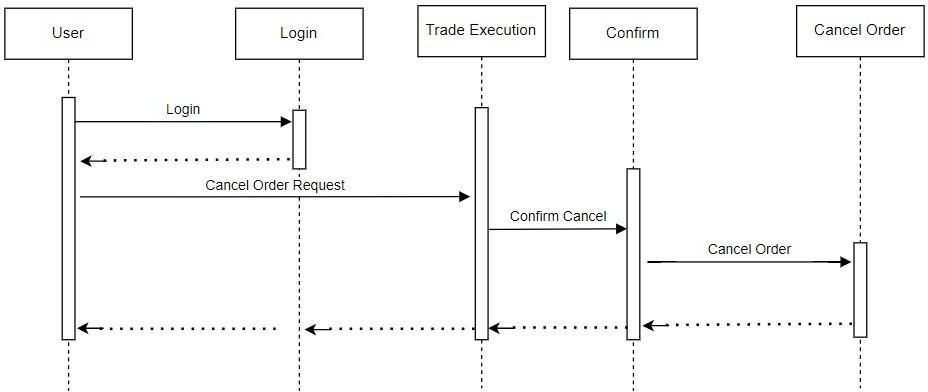 User
Login
Trade Execution
Confirm
Cancel Order
Login
Cancel Order Request
Confirm Cancel
Cancel Order